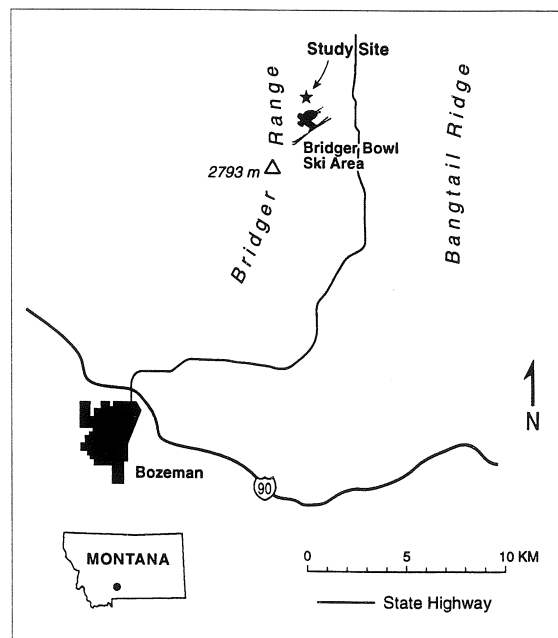 Study Site
Bridger Range
Bridger Bowl
Ski Area
2793 m
Bangtail Ridge
N
Bozeman
90
MONTANA
0 5 10 KM
State Highway